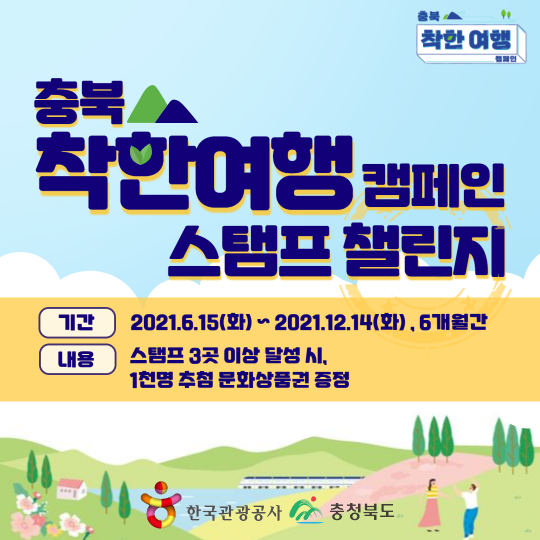 충북
착한 여행
캠페인
충북
착한여행 캠페인
스탬프 챌린지
기간 2021.6.15(화) ~ 2021.12.14(화) , 6개월간
내용 스탬프 3곳 이상 달성 시,
1천명 추첨 문화상품권 증정
한국관광공사 충청북도